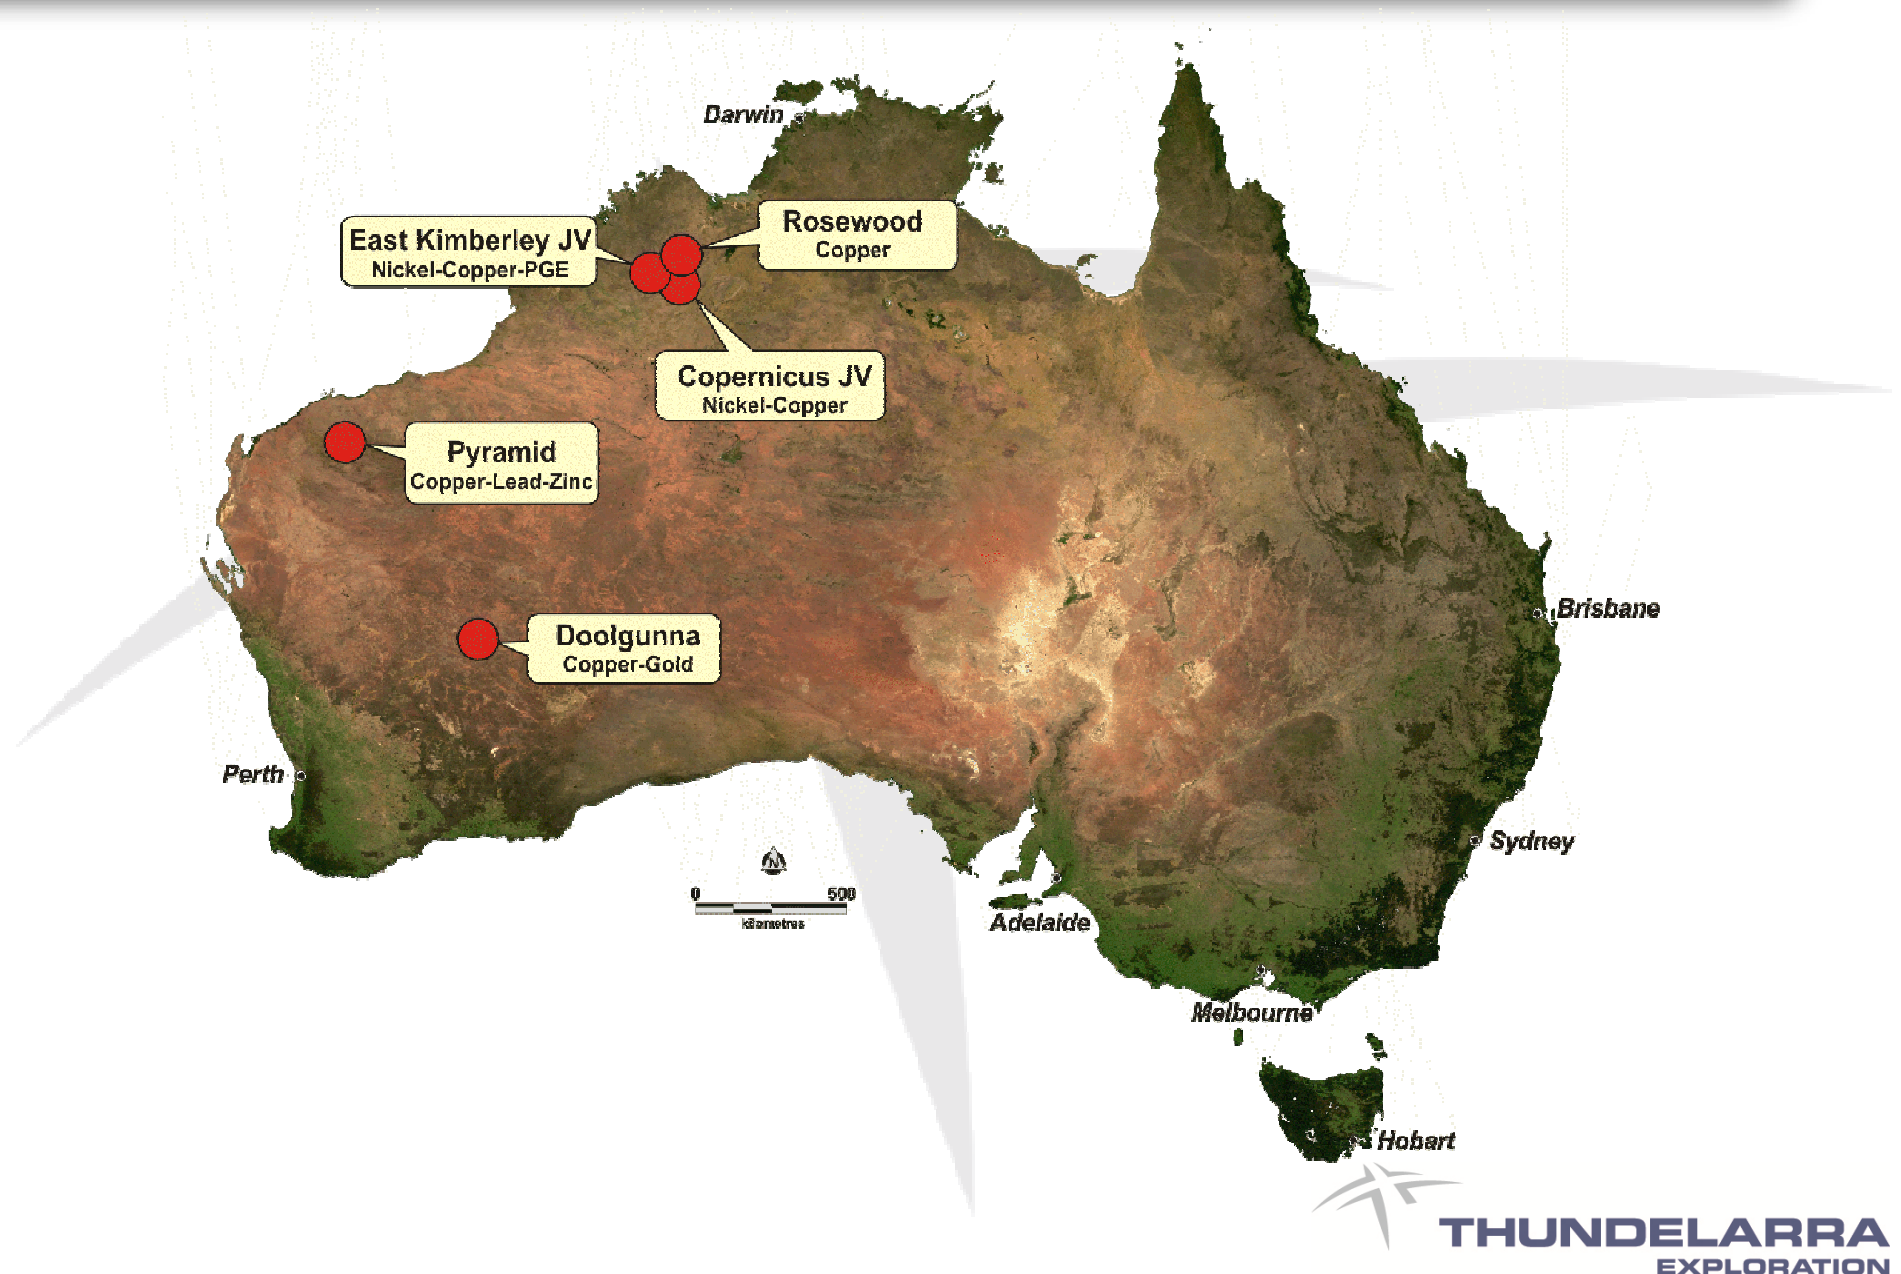 Darwin
Rosewood
Copper
East Kimberley JV
Nickel-Copper-PGE
Copernicus JV
Nickel-Copper
Pyramid
Copper-Lead-Zinc
Doolgunna
Copper-Gold
Brisbane
Perth
Sydney
N
0 500
kilometres
Adelaide
Melbourne
Hobart
THUNDELARRA
EXPLORATION